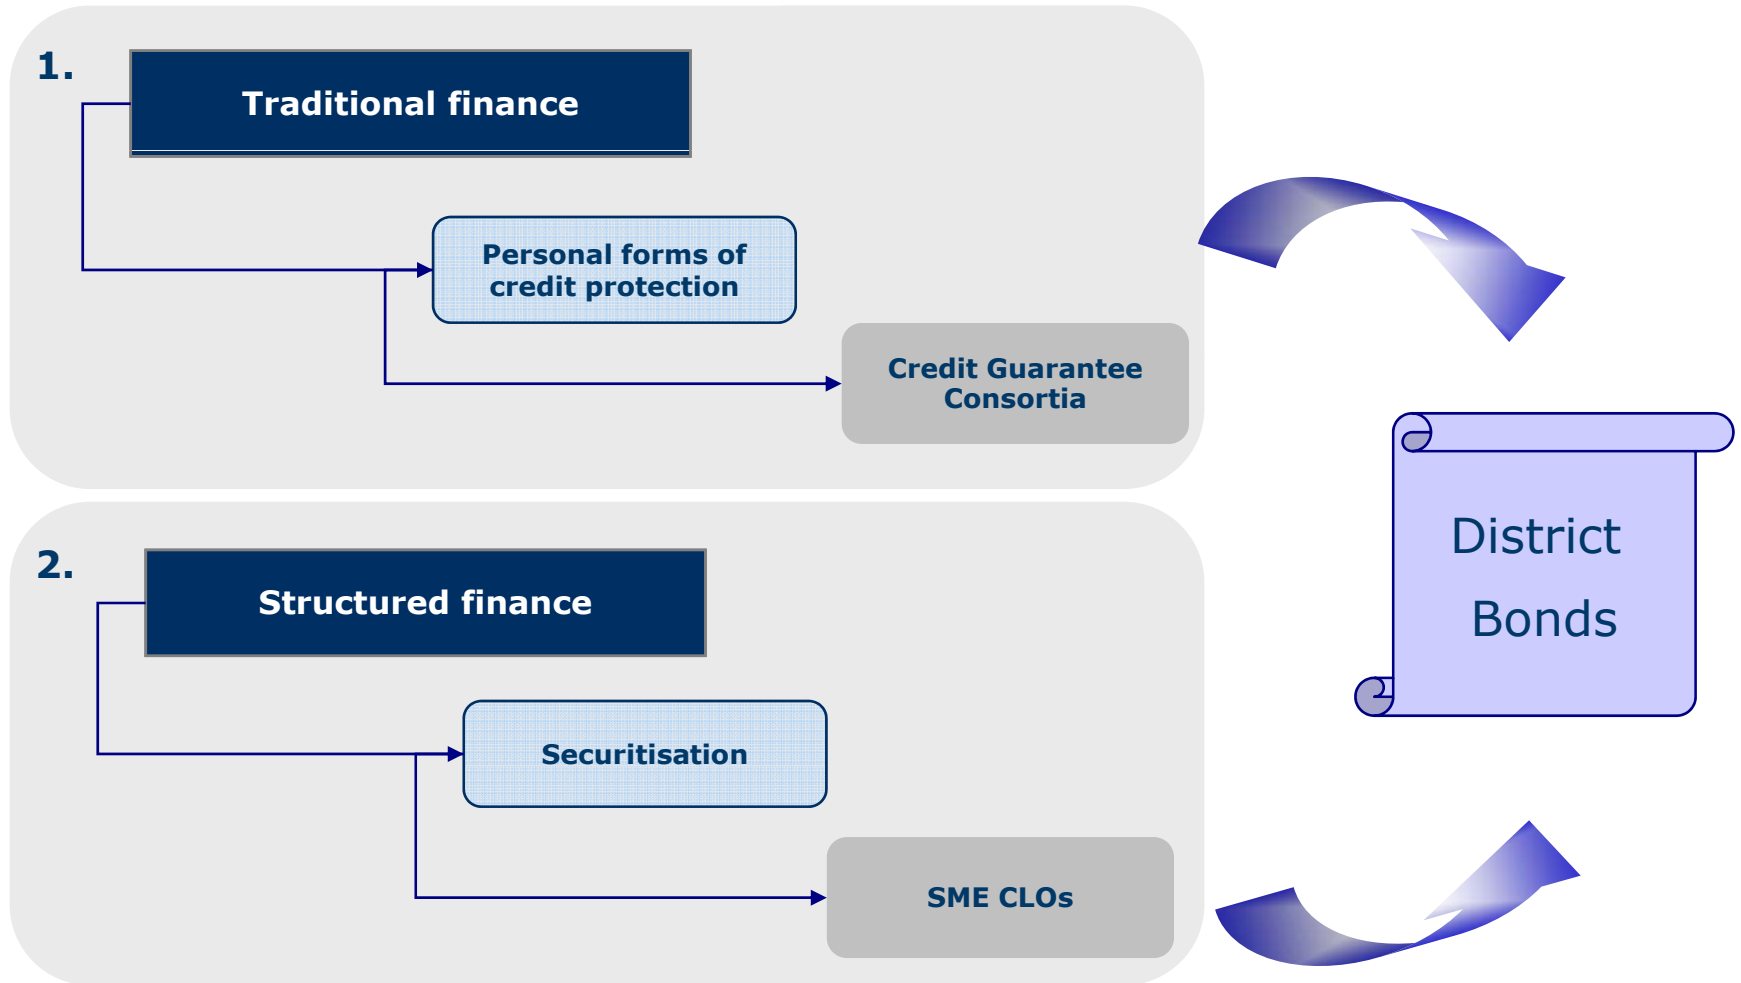 1.
Traditional finance
Personal forms of
credit protection
Credit Guarantee
Consortia
2.
Structured finance
Securitisation
SME CLOs
District
Bonds